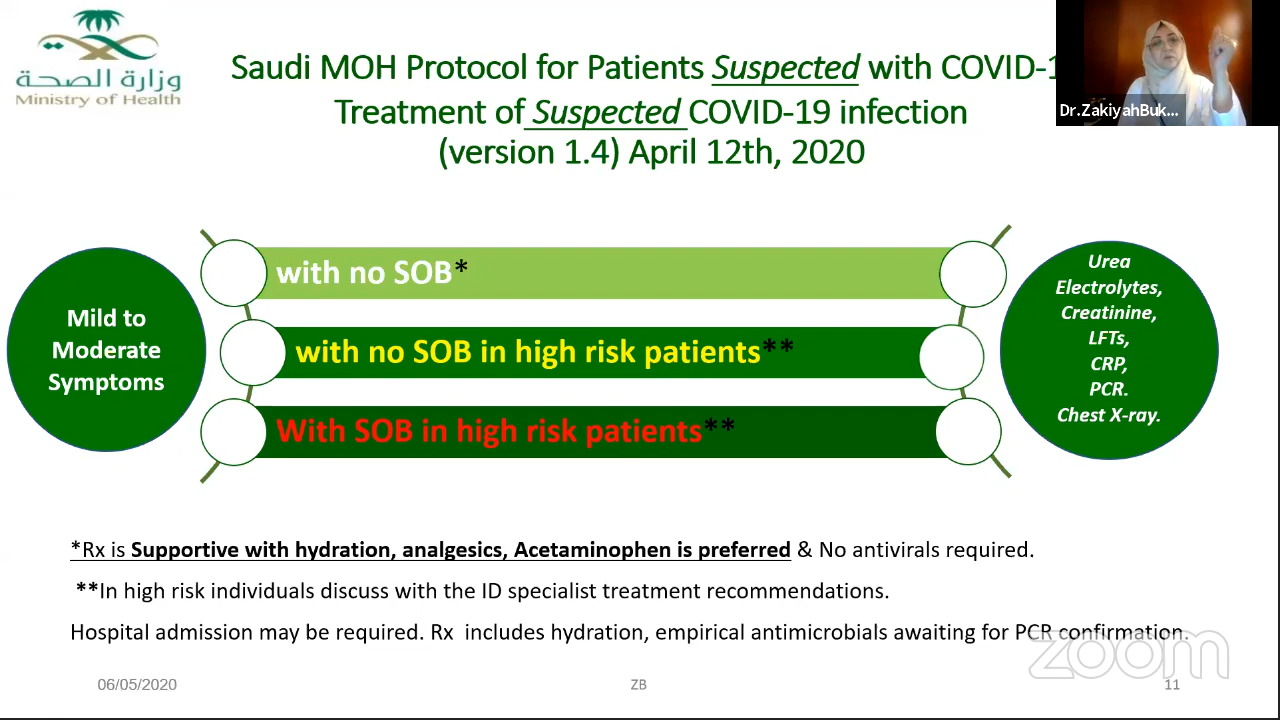 وزارة الصحة
Ministry of Health
Saudi MOH Protocol for Patients Suspected with COVID-1
Treatment of Suspected COVID-19 infection
(version 1.4) April 12th, 2020
Dr.ZakiyahBuk...
Mild to
Moderate
Symptoms
with no SOB*
with no SOB in high risk patients**
With SOB in high risk patients**
Urea
Electrolytes,
Creatinine,
LFTs,
CRP,
PCR.
Chest X-ray.
*Rx is Supportive with hydration, analgesics, Acetaminophen is preferred & No antivirals required.
**In high risk individuals discuss with the ID specialist treatment recommendations.
Hospital admission may be required. Rx includes hydration, empirical antimicrobials awaiting for PCR confirmation.
zoom
06/05/2020
ZB
11